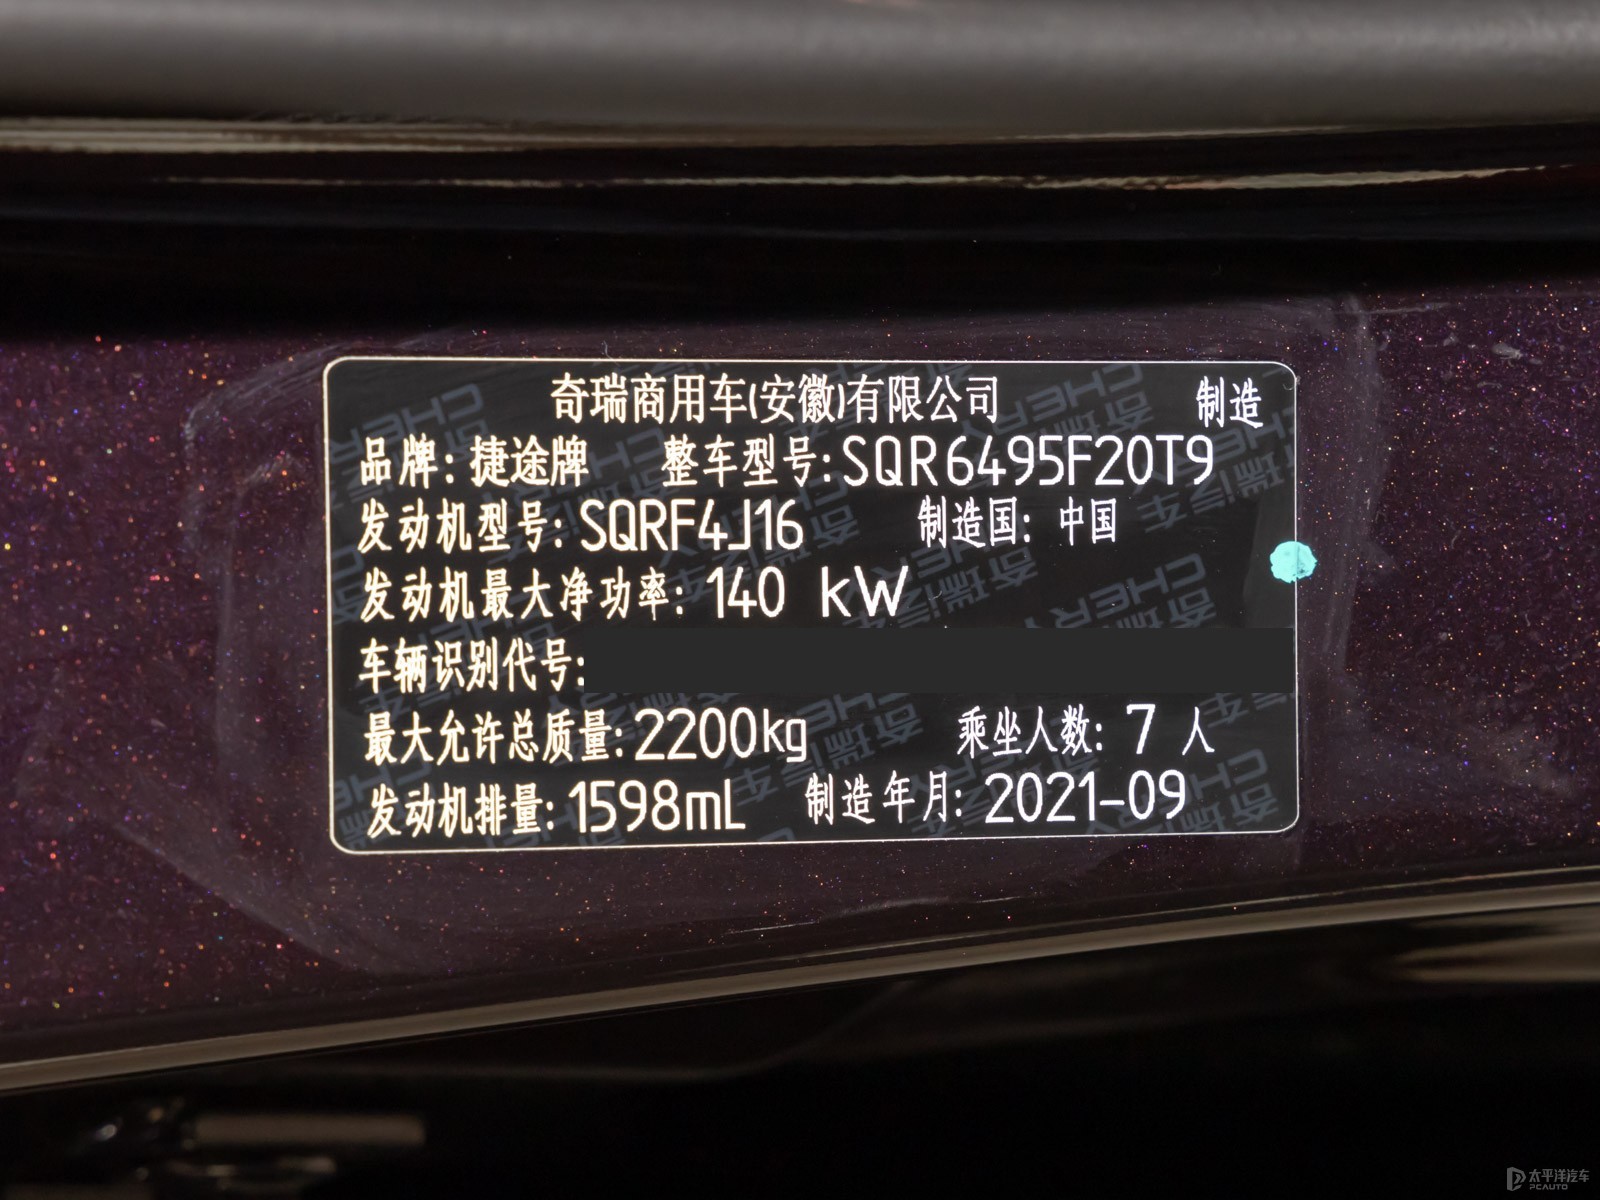 奇瑞商用车(安徽)有限公司 制造
品牌: 捷途牌 整车型号: SQR6495F20T9
发动机型号: SQRF4J16 制造国: 中国
发动机最大净功率: 140 kW
车辆识别代号:
最大允许总质量: 2200kg 乘坐人数: 7 人
发动机排量: 1598mL 制造年月: 2021-09
太平洋汽车
PCAUTO